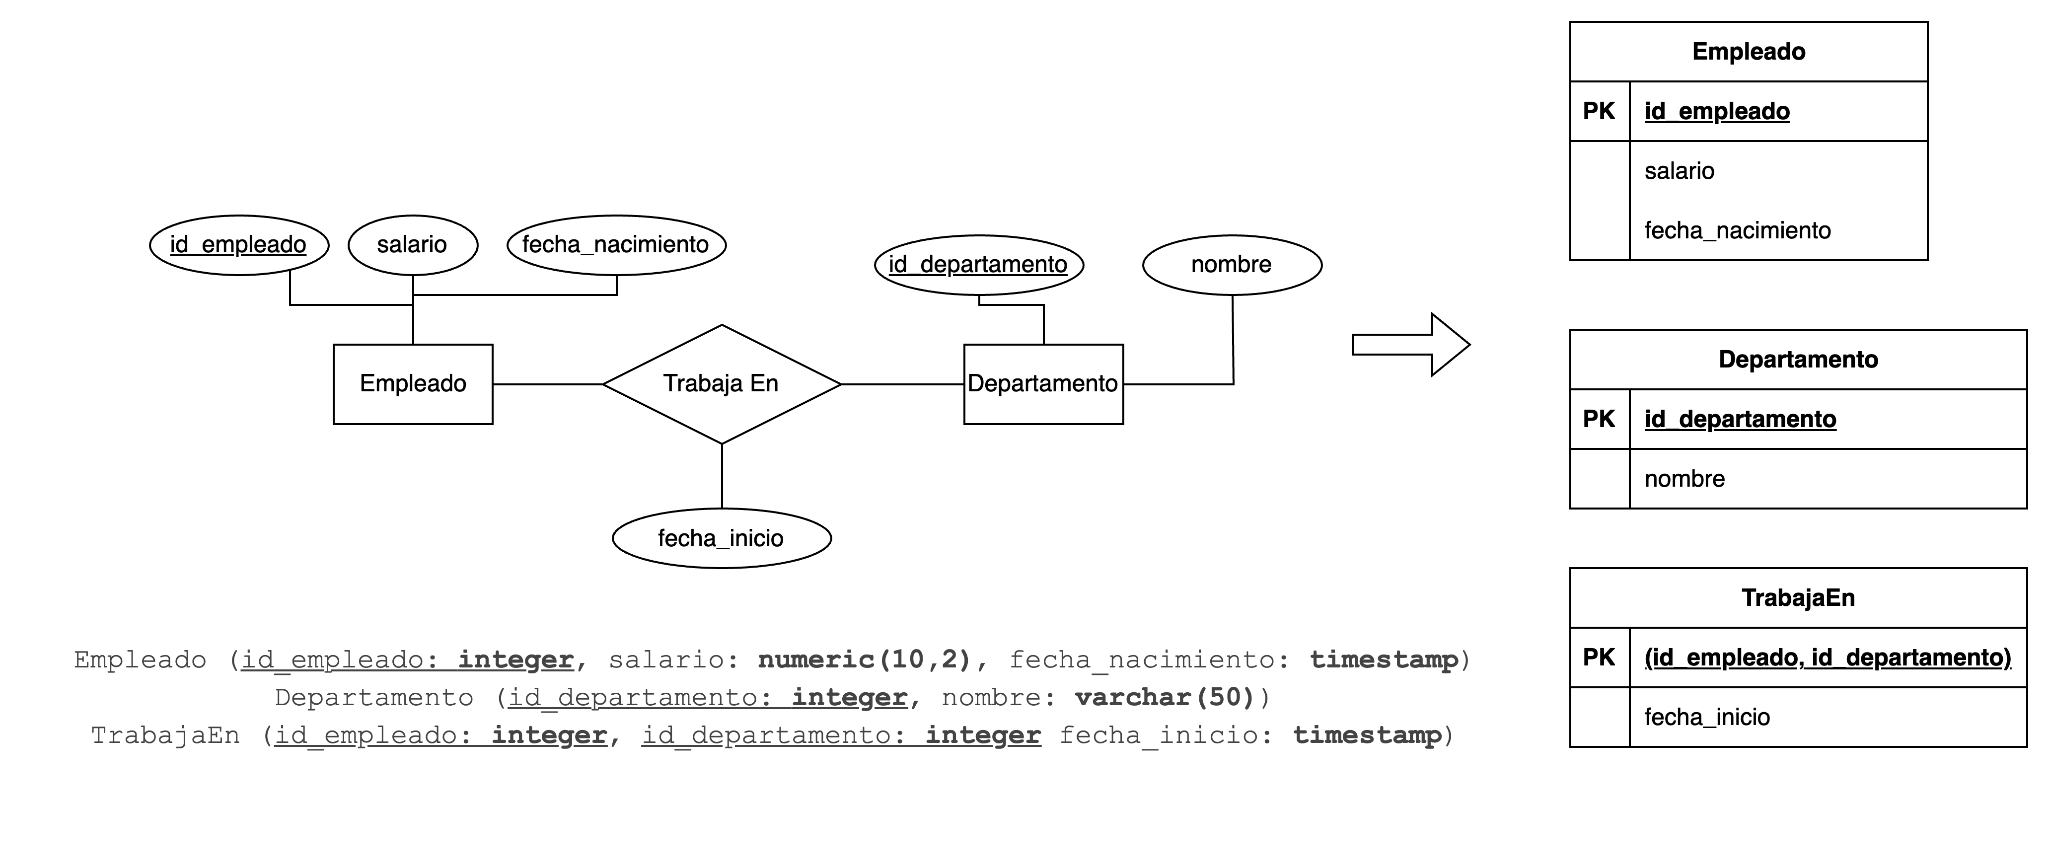 id_empleado
salario
fecha_nacimiento
id_departamento
nombre
Empleado
Trabaja En
Departamento
fecha_inicio
Empleado (id_empleado: integer, salario: numeric(10,2), fecha_nacimiento: timestamp)
Departamento (id_departamento: integer, nombre: varchar(50))
TrabajaEn (id_empleado: integer, id_departamento: integer fecha_inicio: timestamp)
Empleado
PK id_empleado
salario
fecha_nacimiento
Departamento
PK id_departamento
nombre
TrabajaEn
PK (id_empleado, id_departamento)
fecha_inicio